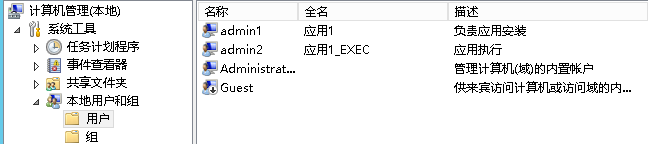 计算机管理(本地)
系统工具
任务计划程序
事件查看器
共享文件夹
本地用户和组
用户
组
名称 全名 描述
admin1 应用1 负责应用安装
admin2 应用1_EXEC 应用执行
Administrat... 管理计算机(域)的内置帐户
Guest 供来宾访问计算机或访问域的内...